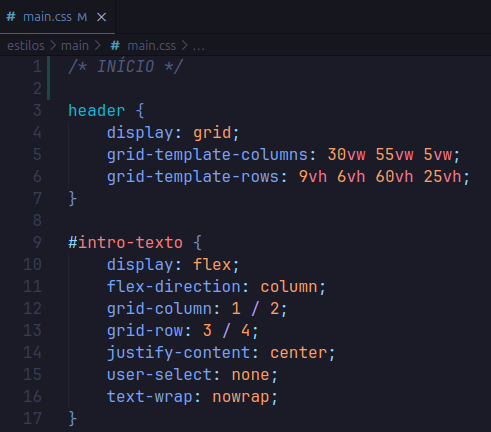 # main.css M ×
estilos > main > # main.css > ...
1 /* INÍCIO */
2
3 header {
4 display: grid;
5 grid-template-columns: 30vw 55vw 5vw;
6 grid-template-rows: 9vh 6vh 60vh 25vh;
7 }
8
9 #intro-texto {
10 display: flex;
11 flex-direction: column;
12 grid-column: 1 / 2;
13 grid-row: 3 / 4;
14 justify-content: center;
15 user-select: none;
16 text-wrap: nowrap;
17 }